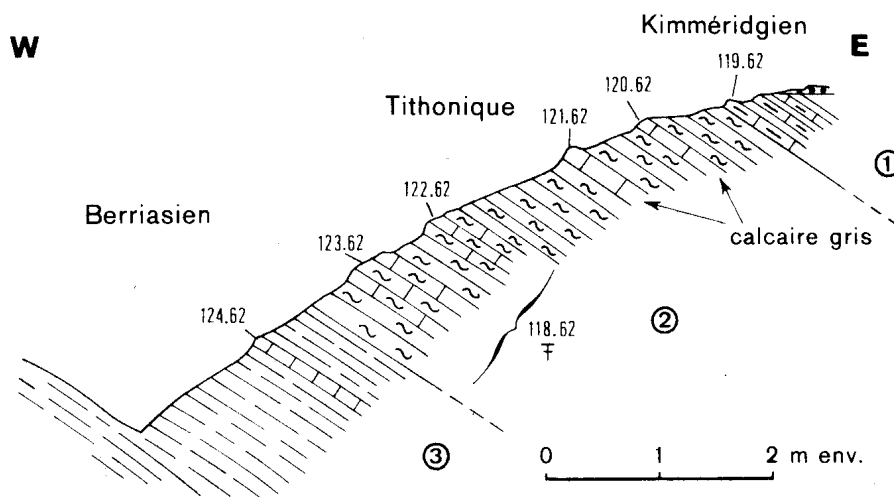 Kimméridgien
W
E
119.62
120.62
Tithonique
121.62
①
122.62
Berriasien
calcaire gris
123.62
124.62
118.62
②
③
0 1 2 m env.